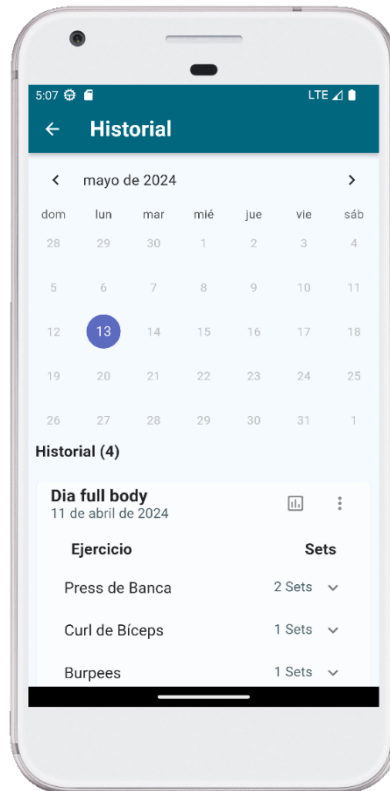 5:07 LTE
Historial
mayo de 2024
dom lun mar mié jue vie sáb
28 29 30 1 2 3 4
5 6 7 8 9 10 11
12 13 14 15 16 17 18
19 20 21 22 23 24 25
26 27 28 29 30 31 1
Historial (4)
Dia full body
11 de abril de 2024
Ejercicio Sets
Press de Banca 2 Sets
Curl de Bíceps 1 Sets
Burpees 1 Sets